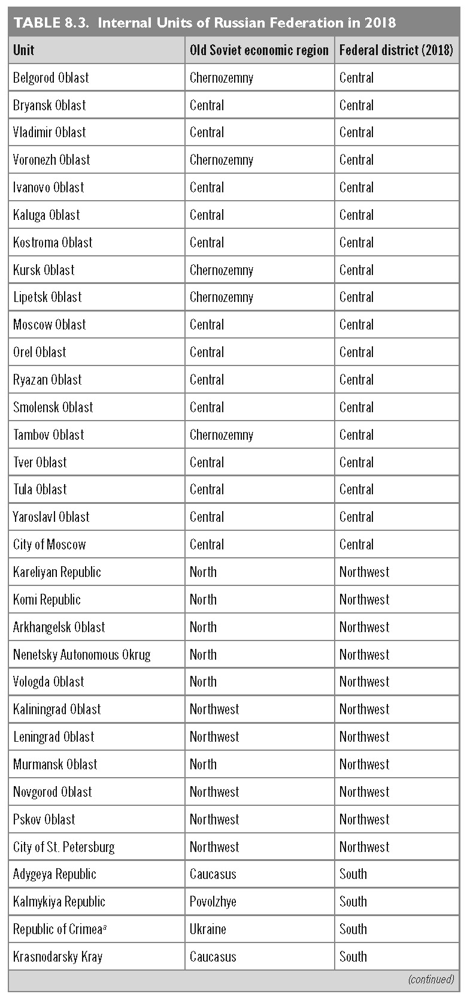 TABLE 8.3. Internal Units of Russian Federation in 2018
Unit Old Soviet economic region Federal district (2018)
Belgorod Oblast Chernozemny Central
Bryansk Oblast Central Central
Vladimir Oblast Central Central
Voronezh Oblast Chernozemny Central
Ivanovo Oblast Central Central
Kaluga Oblast Central Central
Kostroma Oblast Central Central
Kursk Oblast Chernozemny Central
Lipetsk Oblast Chernozemny Central
Moscow Oblast Central Central
Orel Oblast Central Central
Ryazan Oblast Central Central
Smolensk Oblast Central Central
Tambov Oblast Chernozemny Central
Tver Oblast Central Central
Tula Oblast Central Central
Yaroslavl Oblast Central Central
City of Moscow Central Central
Kareliyan Republic North Northwest
Komi Republic North Northwest
Arkhangelsk Oblast North Northwest
Nenetsky Autonomous Okrug North Northwest
Vologda Oblast North Northwest
Kaliningrad Oblast Northwest Northwest
Leningrad Oblast Northwest Northwest
Murmansk Oblast North Northwest
Novgorod Oblast Northwest Northwest
Pskov Oblast Northwest Northwest
City of St. Petersburg Northwest Northwest
Adygeya Republic Caucasus South
Kalmykiya Republic Povolzhye South
Republic of Crimeaᵃ Ukraine South
Krasnodarsky Kray Caucasus South
(continued)